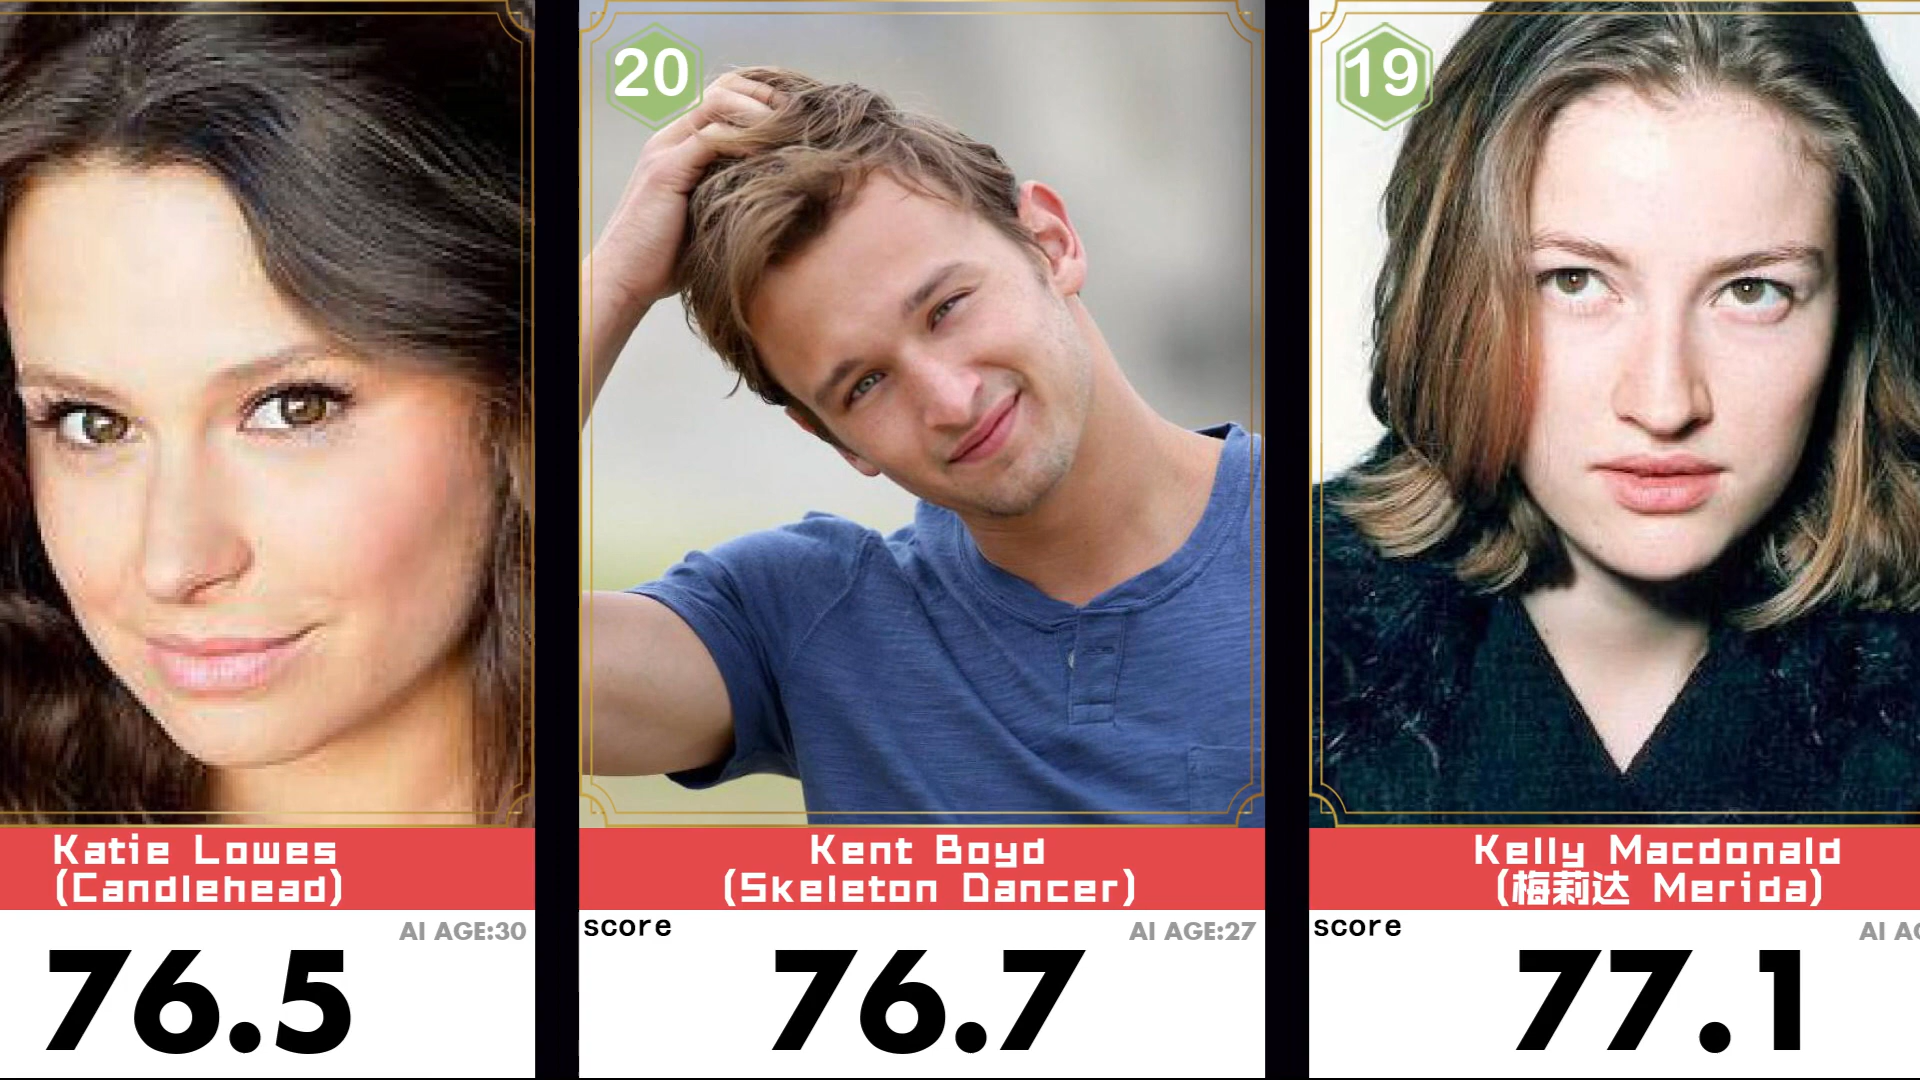 Katie Lowes
(Candlehead)
AI AGE:30
76.5
20
Kent Boyd
(Skeleton Dancer)
score
AI AGE:27
76.7
19
Kelly Macdonald
(梅莉达 Merida)
score
AI
77.1